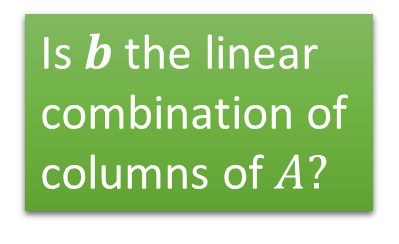 Is b the linear
combination of
columns of A?